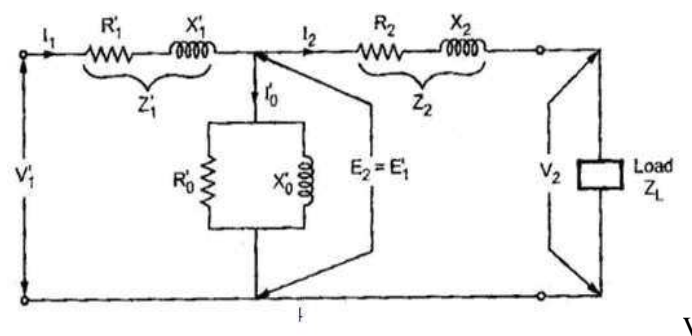 I₁ R'₁ X'₁ I₂ R₂ X₂
Z'₁ I'₀ Z₂
V'₁ R'₀ X'₀ E₂ = E'₁ V₂ Load
Z_L